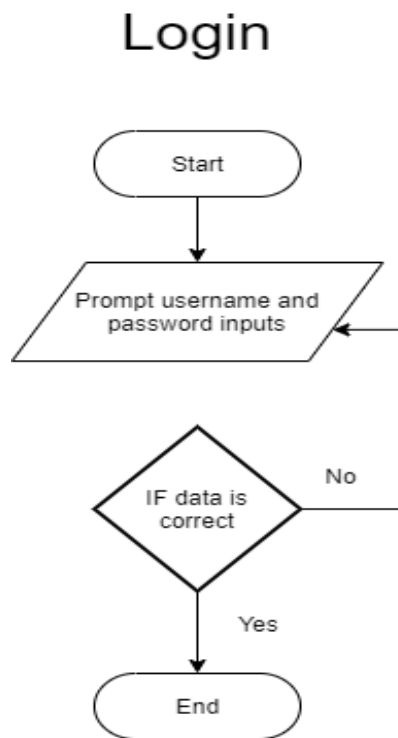 Login
Start
Prompt username and
password inputs
IF data is
correct
No
Yes
End